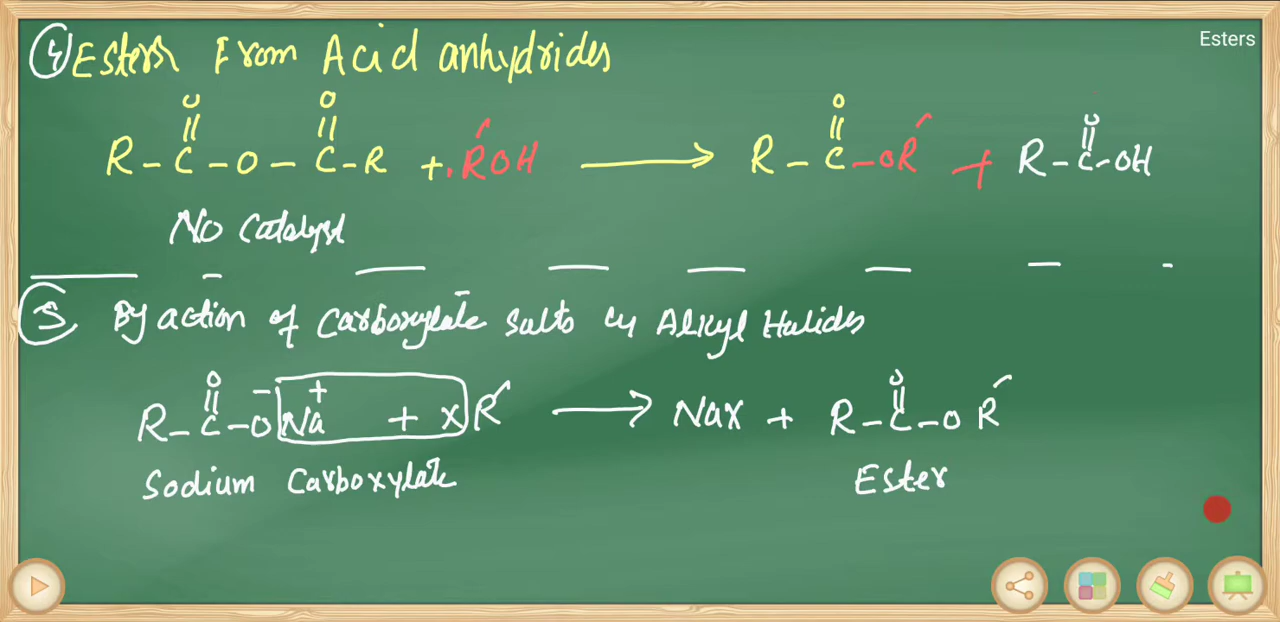 Esters
④ Esters From Acid anhydrides
O O O O
R – C – O – C – R + R'OH ⟶ R – C – OR' + R – C – OH
No Catalyst
⑤ By action of Carboxylate Salts by Alkyl Halides
O – + O
R – C – O Na + X R' ⟶ NaX + R – C – O R'
Sodium Carboxylate Ester